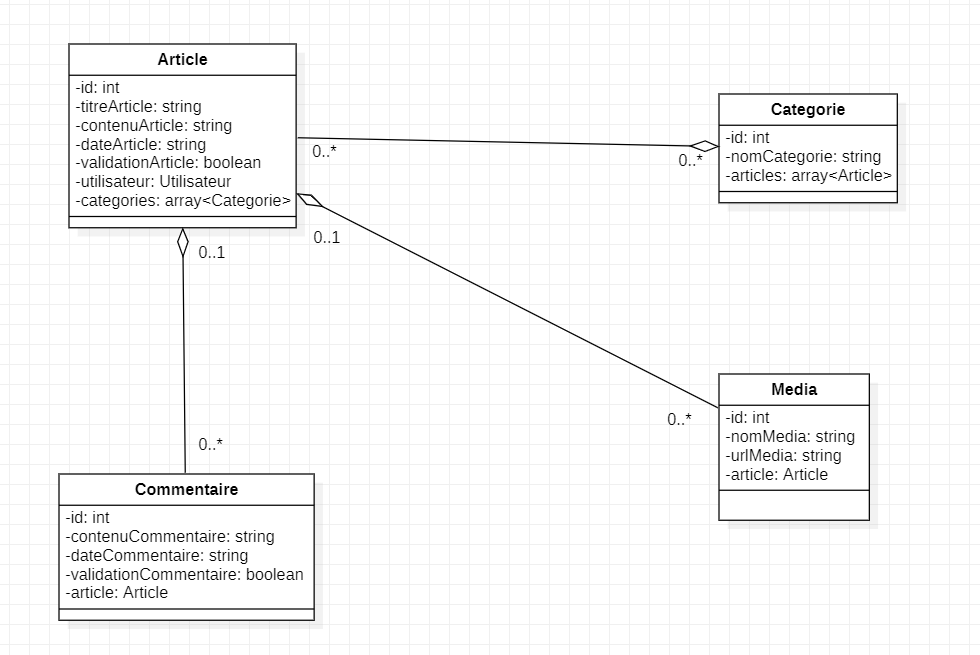 Article
-id: int
-titreArticle: string
-contenuArticle: string
-dateArticle: string
-validationArticle: boolean
-utilisateur: Utilisateur
-categories: array<Categorie>
Categorie
-id: int
-nomCategorie: string
-articles: array<Article>
0..*
0..*
0..1
0..1
0..*
0..*
Media
-id: int
-nomMedia: string
-urlMedia: string
-article: Article
Commentaire
-id: int
-contenuCommentaire: string
-dateCommentaire: string
-validationCommentaire: boolean
-article: Article